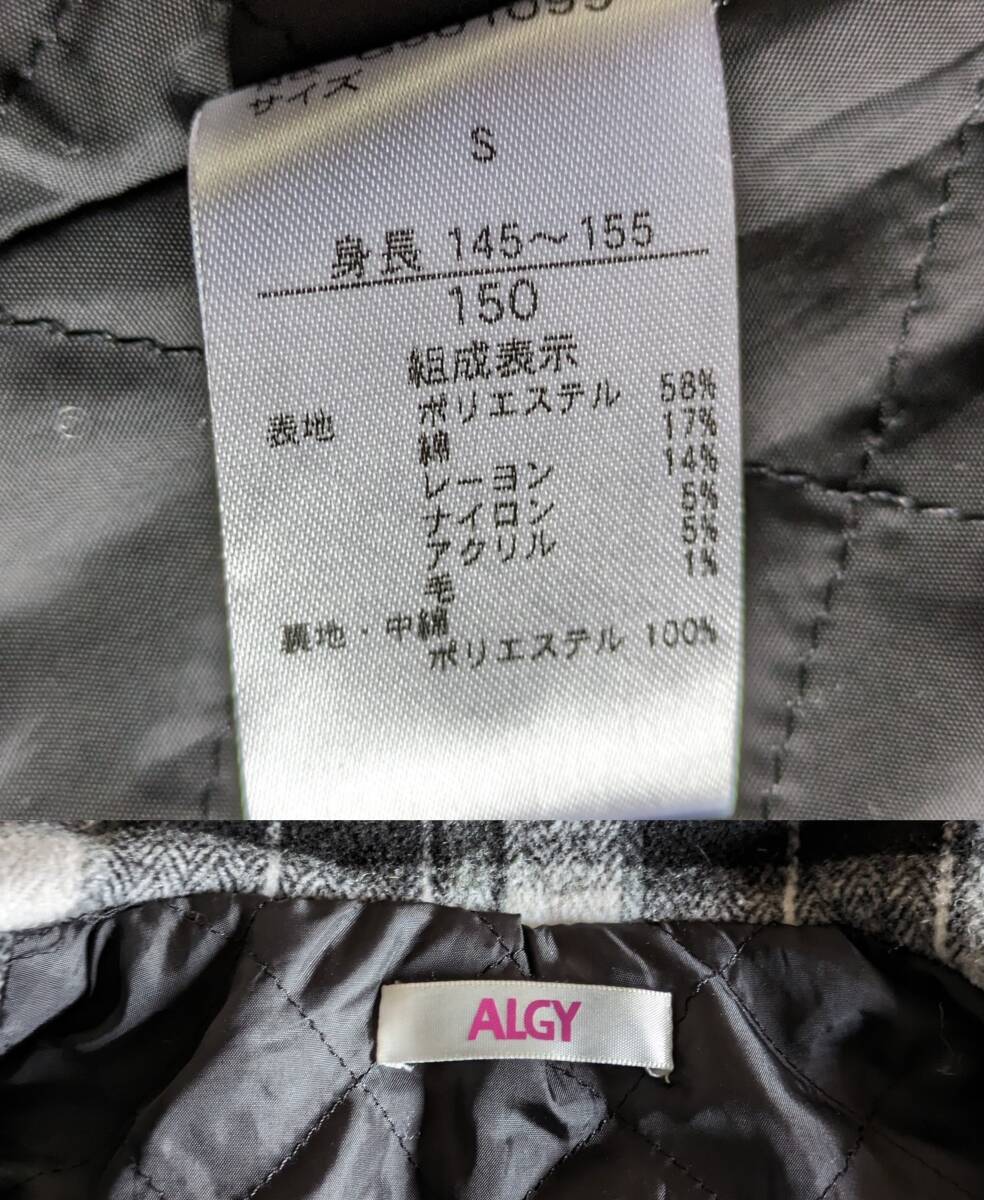 サイズ
S
身長 145～155
150
組成表示
表地 ポリエステル 58%
綿 17%
レーヨン 14%
ナイロン 5%
アクリル 5%
毛 1%
裏地・中綿
ポリエステル 100%
ALGY